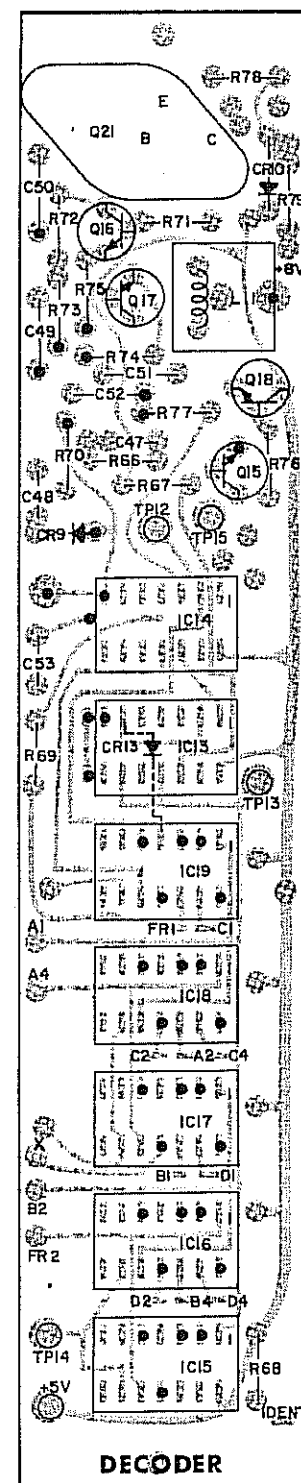 R78
E
Q21 B C
CR10
C50 R79
R72 Q16 R71
+8V
R75 Q17 L1
R73
C49 R74
C51 Q18
C52
R77
C47
R70 R66 Q15 R76
R67
C48
TP12 TP15
CR9
IC14
C53
CR13 IC13
R69
TP13
IC19
A1 FR1 C1
A4
IC18
C2 A2 C4
IC17
X
B1 D1
B2
IC16
FR2
D2 B4 D4
TP14 IC15
R68
+5V
IDENT
DECODER